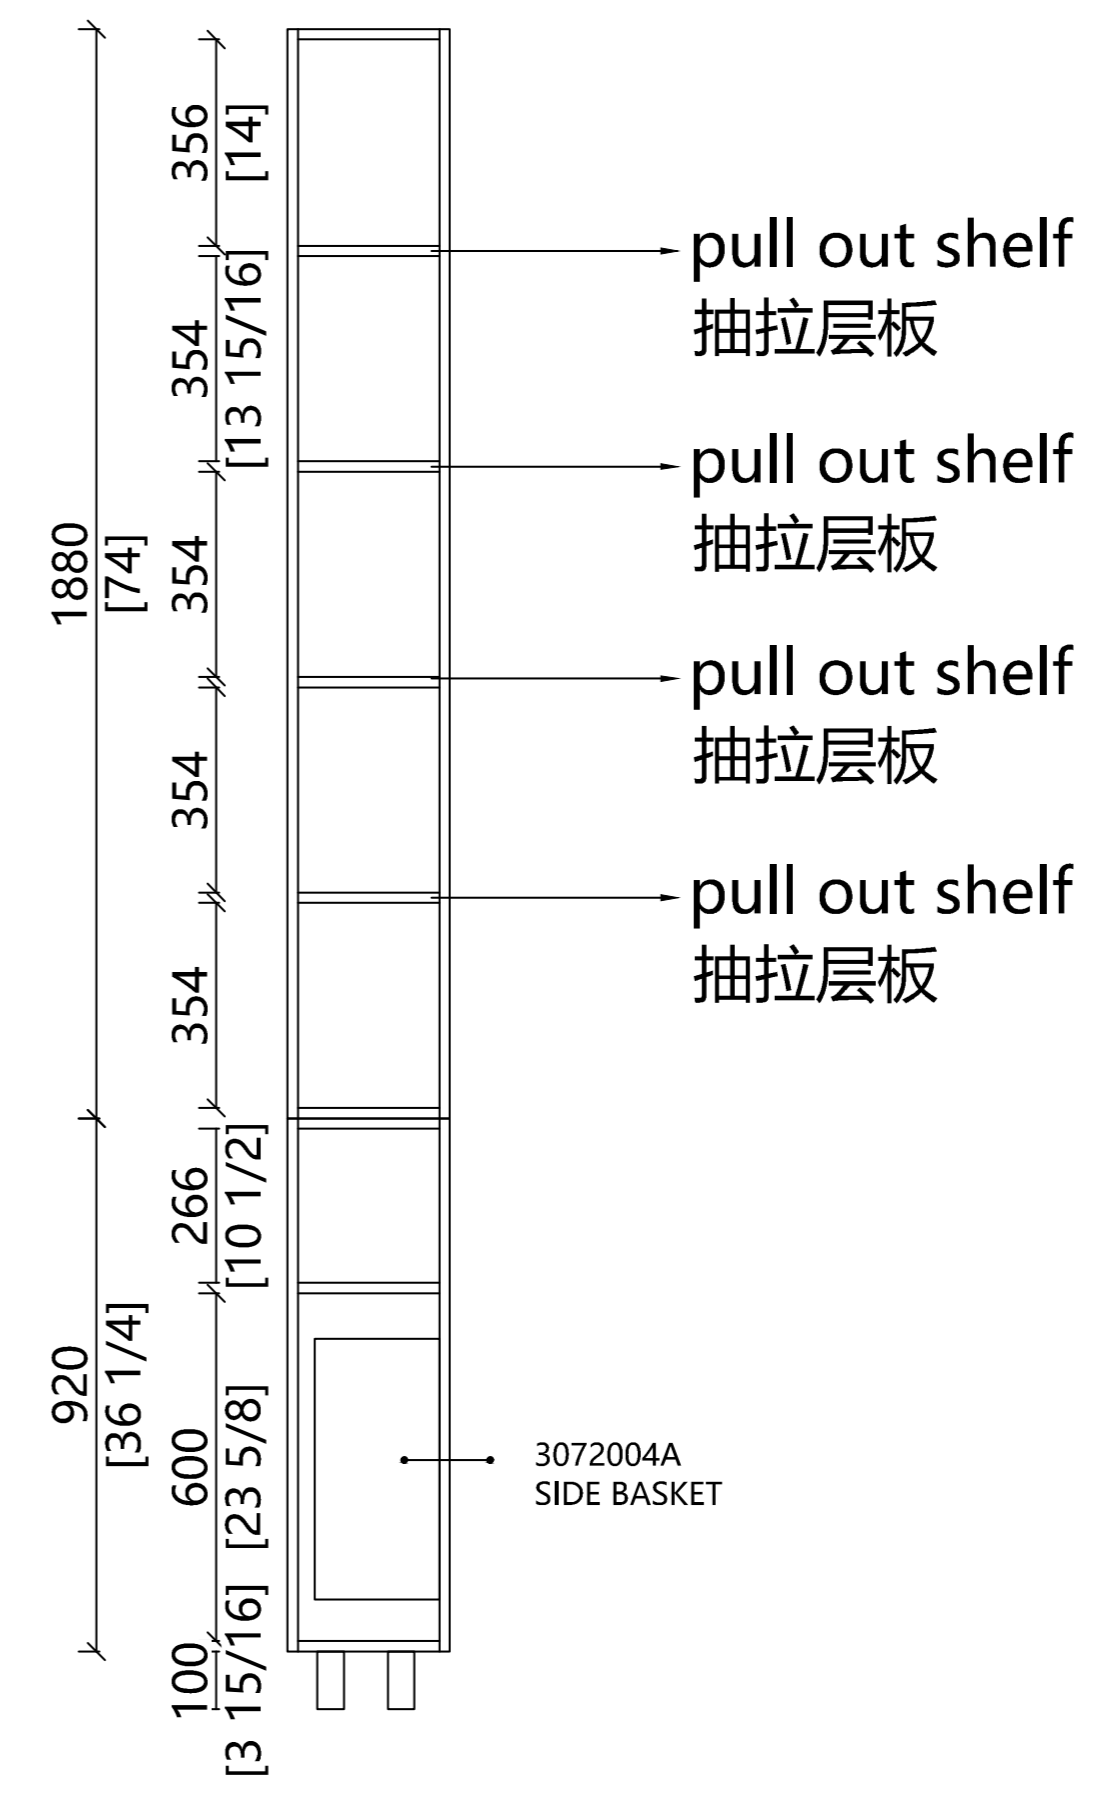 356
[14]
pull out shelf
抽拉层板
354
[13 15/16]
pull out shelf
抽拉层板
1880
[74]
354
pull out shelf
抽拉层板
354
pull out shelf
抽拉层板
354
266
[10 1/2]
920
[36 1/4]
600
[23 5/8]
3072004A
SIDE BASKET
100
[3 15/16]